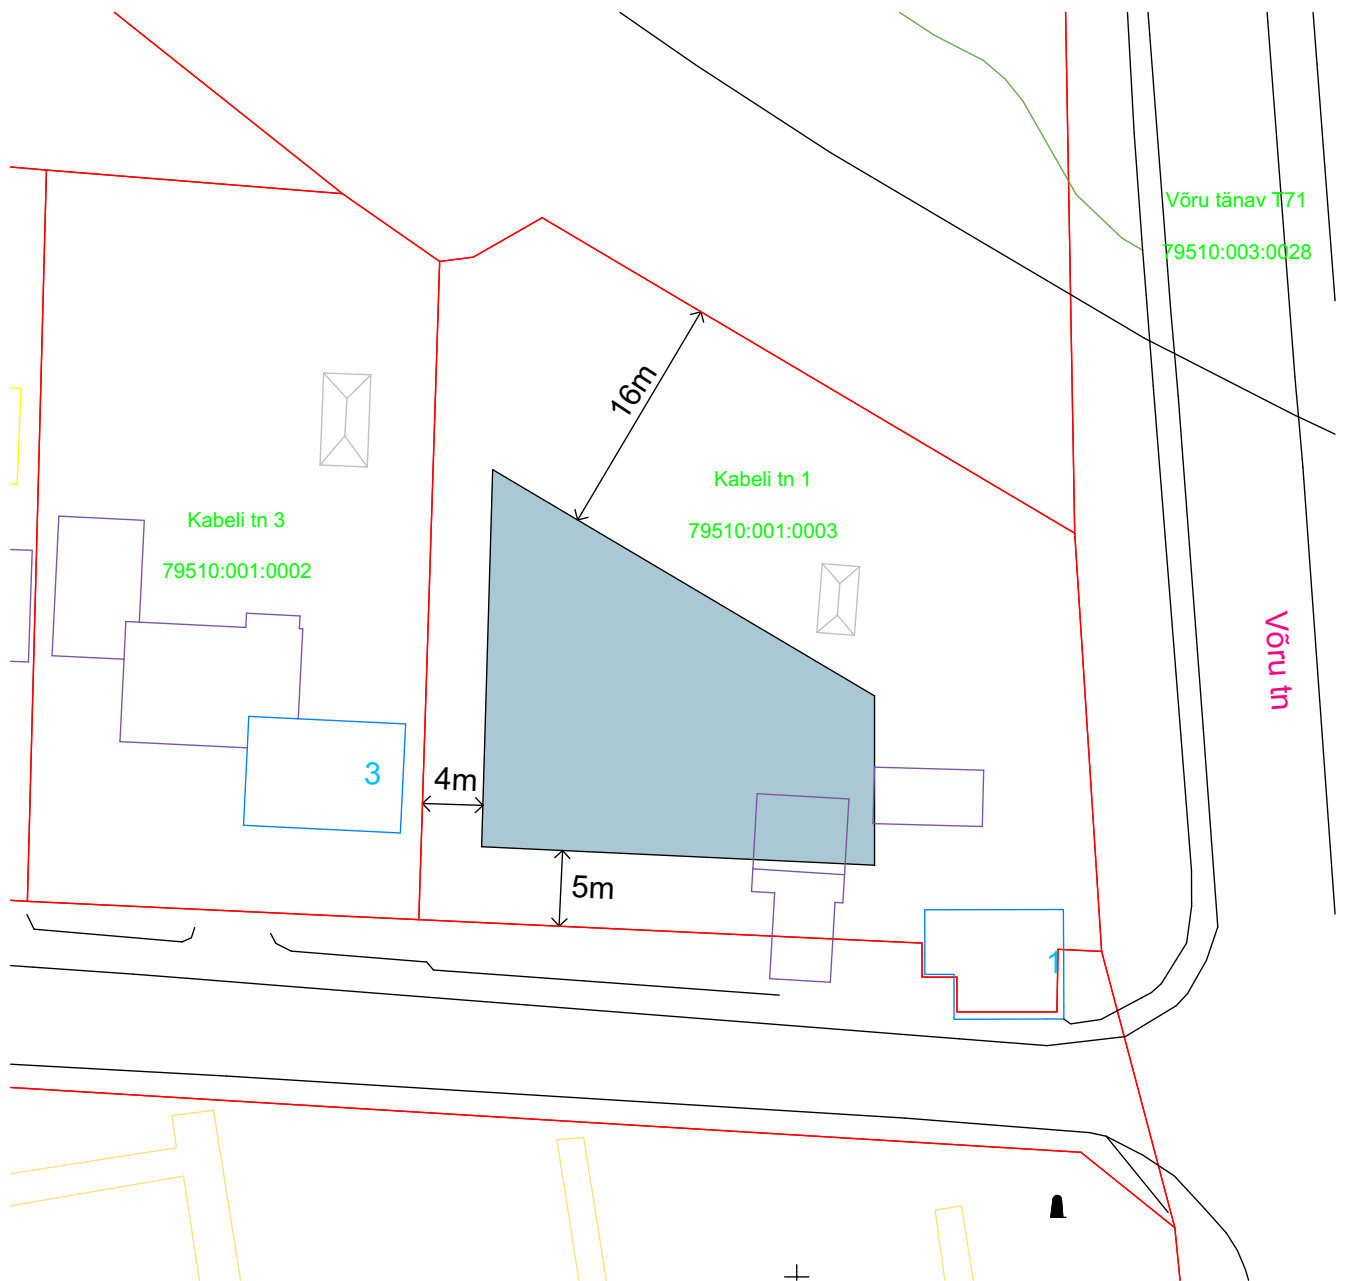 Võru tänav T71
79510:003:0028
16m
Kabeli tn 1
79510:001:0003
Kabeli tn 3
79510:001:0002
Võru tn
3
4m
5m
1